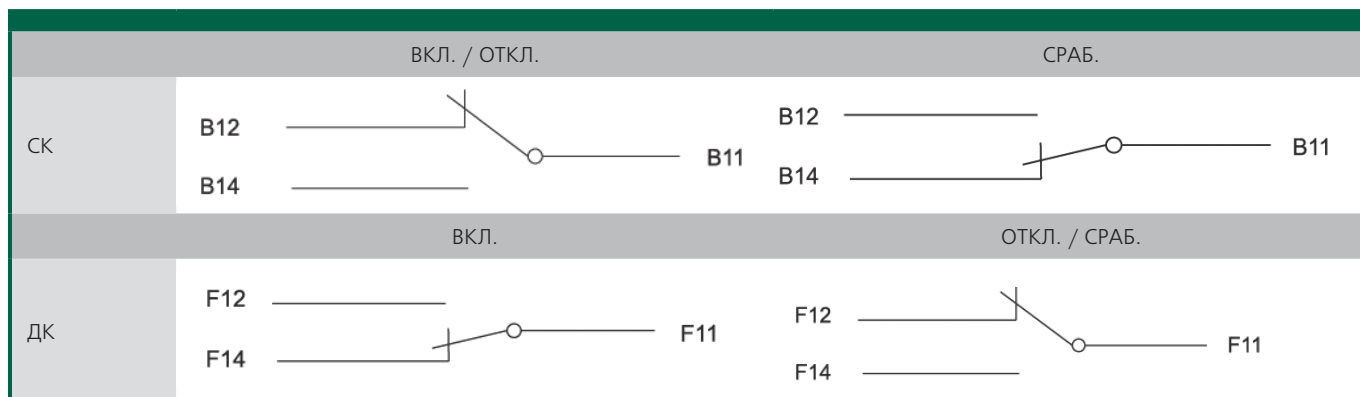 ВКЛ. / ОТКЛ. СРАБ.
СК
B12
B14
B11
B12
B14
B11
ВКЛ. ОТКЛ. / СРАБ.
ДК
F12
F14
F11
F12
F14
F11